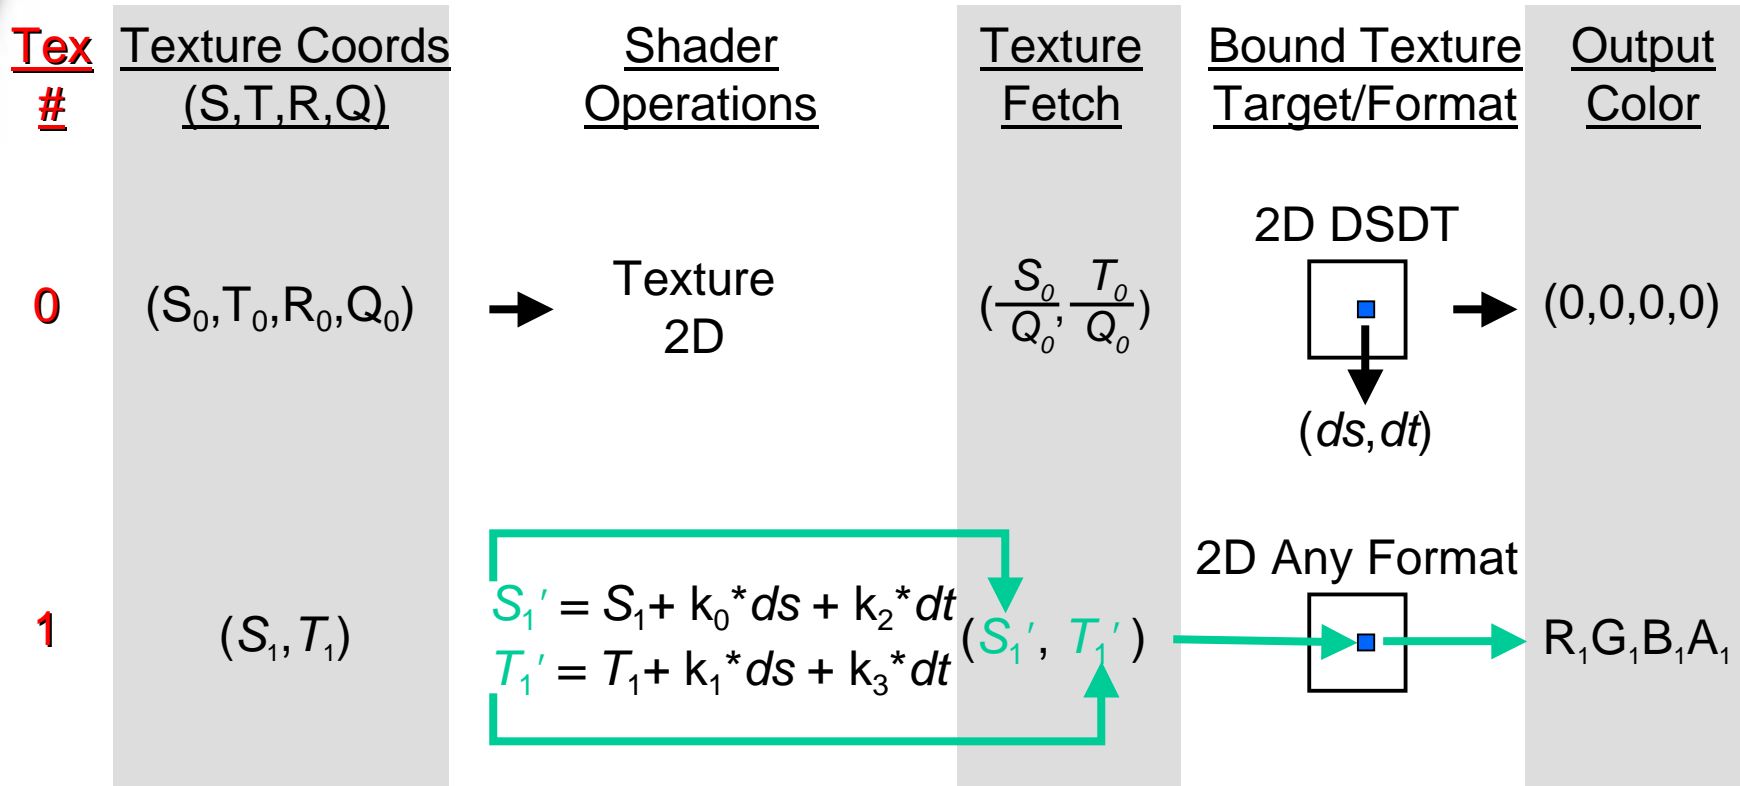 Tex #
Texture Coords (S,T,R,Q)
Shader Operations
Texture Fetch
Bound Texture Target/Format
Output Color
0
(S₀,T₀,R₀,Q₀)
Texture 2D
(S₀/Q₀, T₀/Q₀)
2D DSDT
(ds,dt)
(0,0,0,0)
1
(S₁,T₁)
S₁′ = S₁+ k₀*ds + k₂*dt
T₁′ = T₁+ k₁*ds + k₃*dt
(S₁′, T₁′)
2D Any Format
R₁G₁B₁A₁